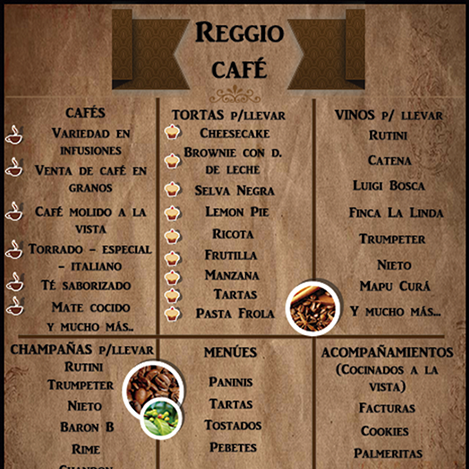 Reggio
café
CAFÉS
Variedad en
infusiones
Venta de café en
granos
Café molido a la
vista
Torrado - especial
- italiano
Té saborizado
Mate cocido
y mucho más..
TORTAS p/llevar
Cheesecake
Brownie con d.
de leche
Selva Negra
Lemon Pie
Ricota
Frutilla
Manzana
Tartas
Pasta Frola
VINOS p/ llevar
Rutini
Catena
Luigi Bosca
Finca La Linda
Trumpeter
Nieto
Mapu Curá
Y mucho más...
CHAMPAÑAS p/llevar
Rutini
Trumpeter
Nieto
Baron B
Rime
Chandon
MENÚES
Paninis
Tartas
Tostados
Pebetes
ACOMPAÑAMIENTOS
(Cocinados a la
vista)
Facturas
Cookies
Palmeritas